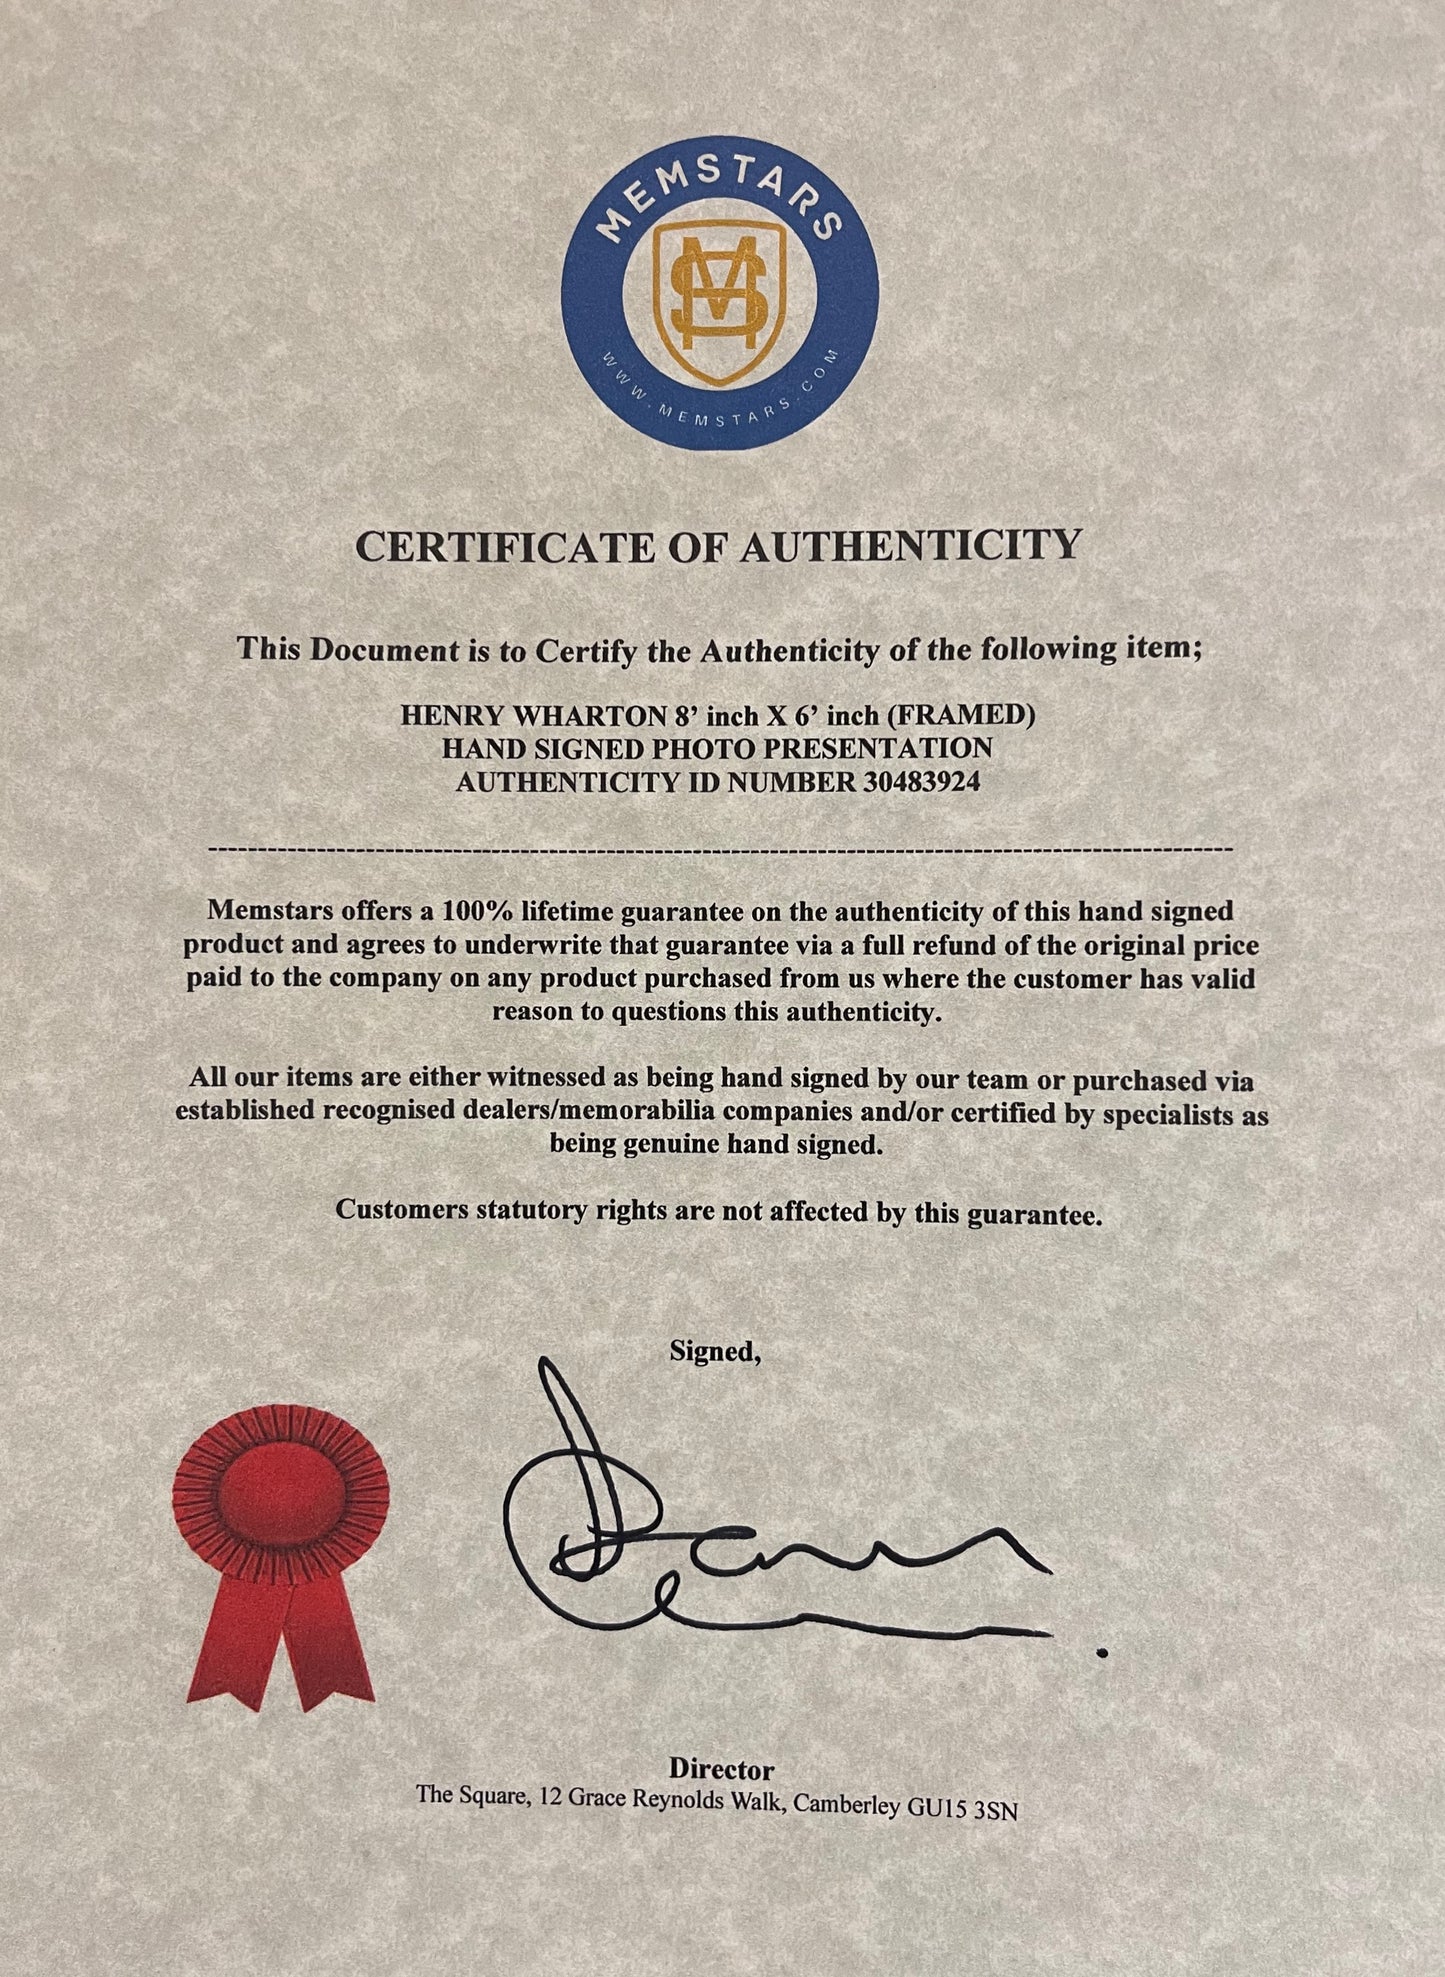 MEMSTARS
WWW.MEMSTARS.COM
CERTIFICATE OF AUTHENTICITY
This Document is to Certify the Authenticity of the following item;
HENRY WHARTON 8’ inch X 6’ inch (FRAMED)
HAND SIGNED PHOTO PRESENTATION
AUTHENTICITY ID NUMBER 30483924
Memstars offers a 100% lifetime guarantee on the authenticity of this hand signed
product and agrees to underwrite that guarantee via a full refund of the original price
paid to the company on any product purchased from us where the customer has valid
reason to questions this authenticity.
All our items are either witnessed as being hand signed by our team or purchased via
established recognised dealers/memorabilia companies and/or certified by specialists as
being genuine hand signed.
Customers statutory rights are not affected by this guarantee.
Signed,
Director
The Square, 12 Grace Reynolds Walk, Camberley GU15 3SN